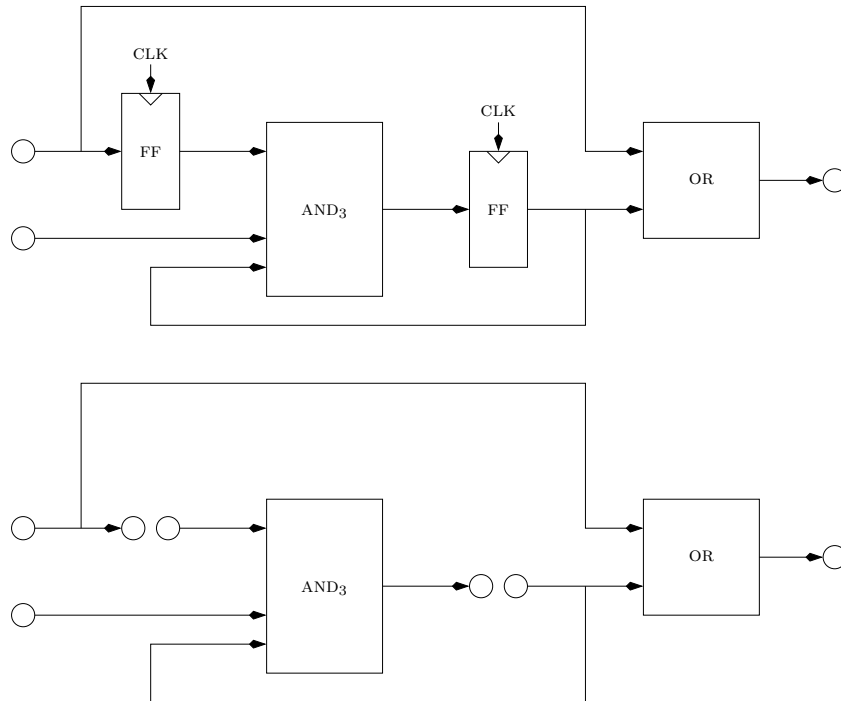 CLK
CLK
FF
AND3
FF
OR
AND3
OR